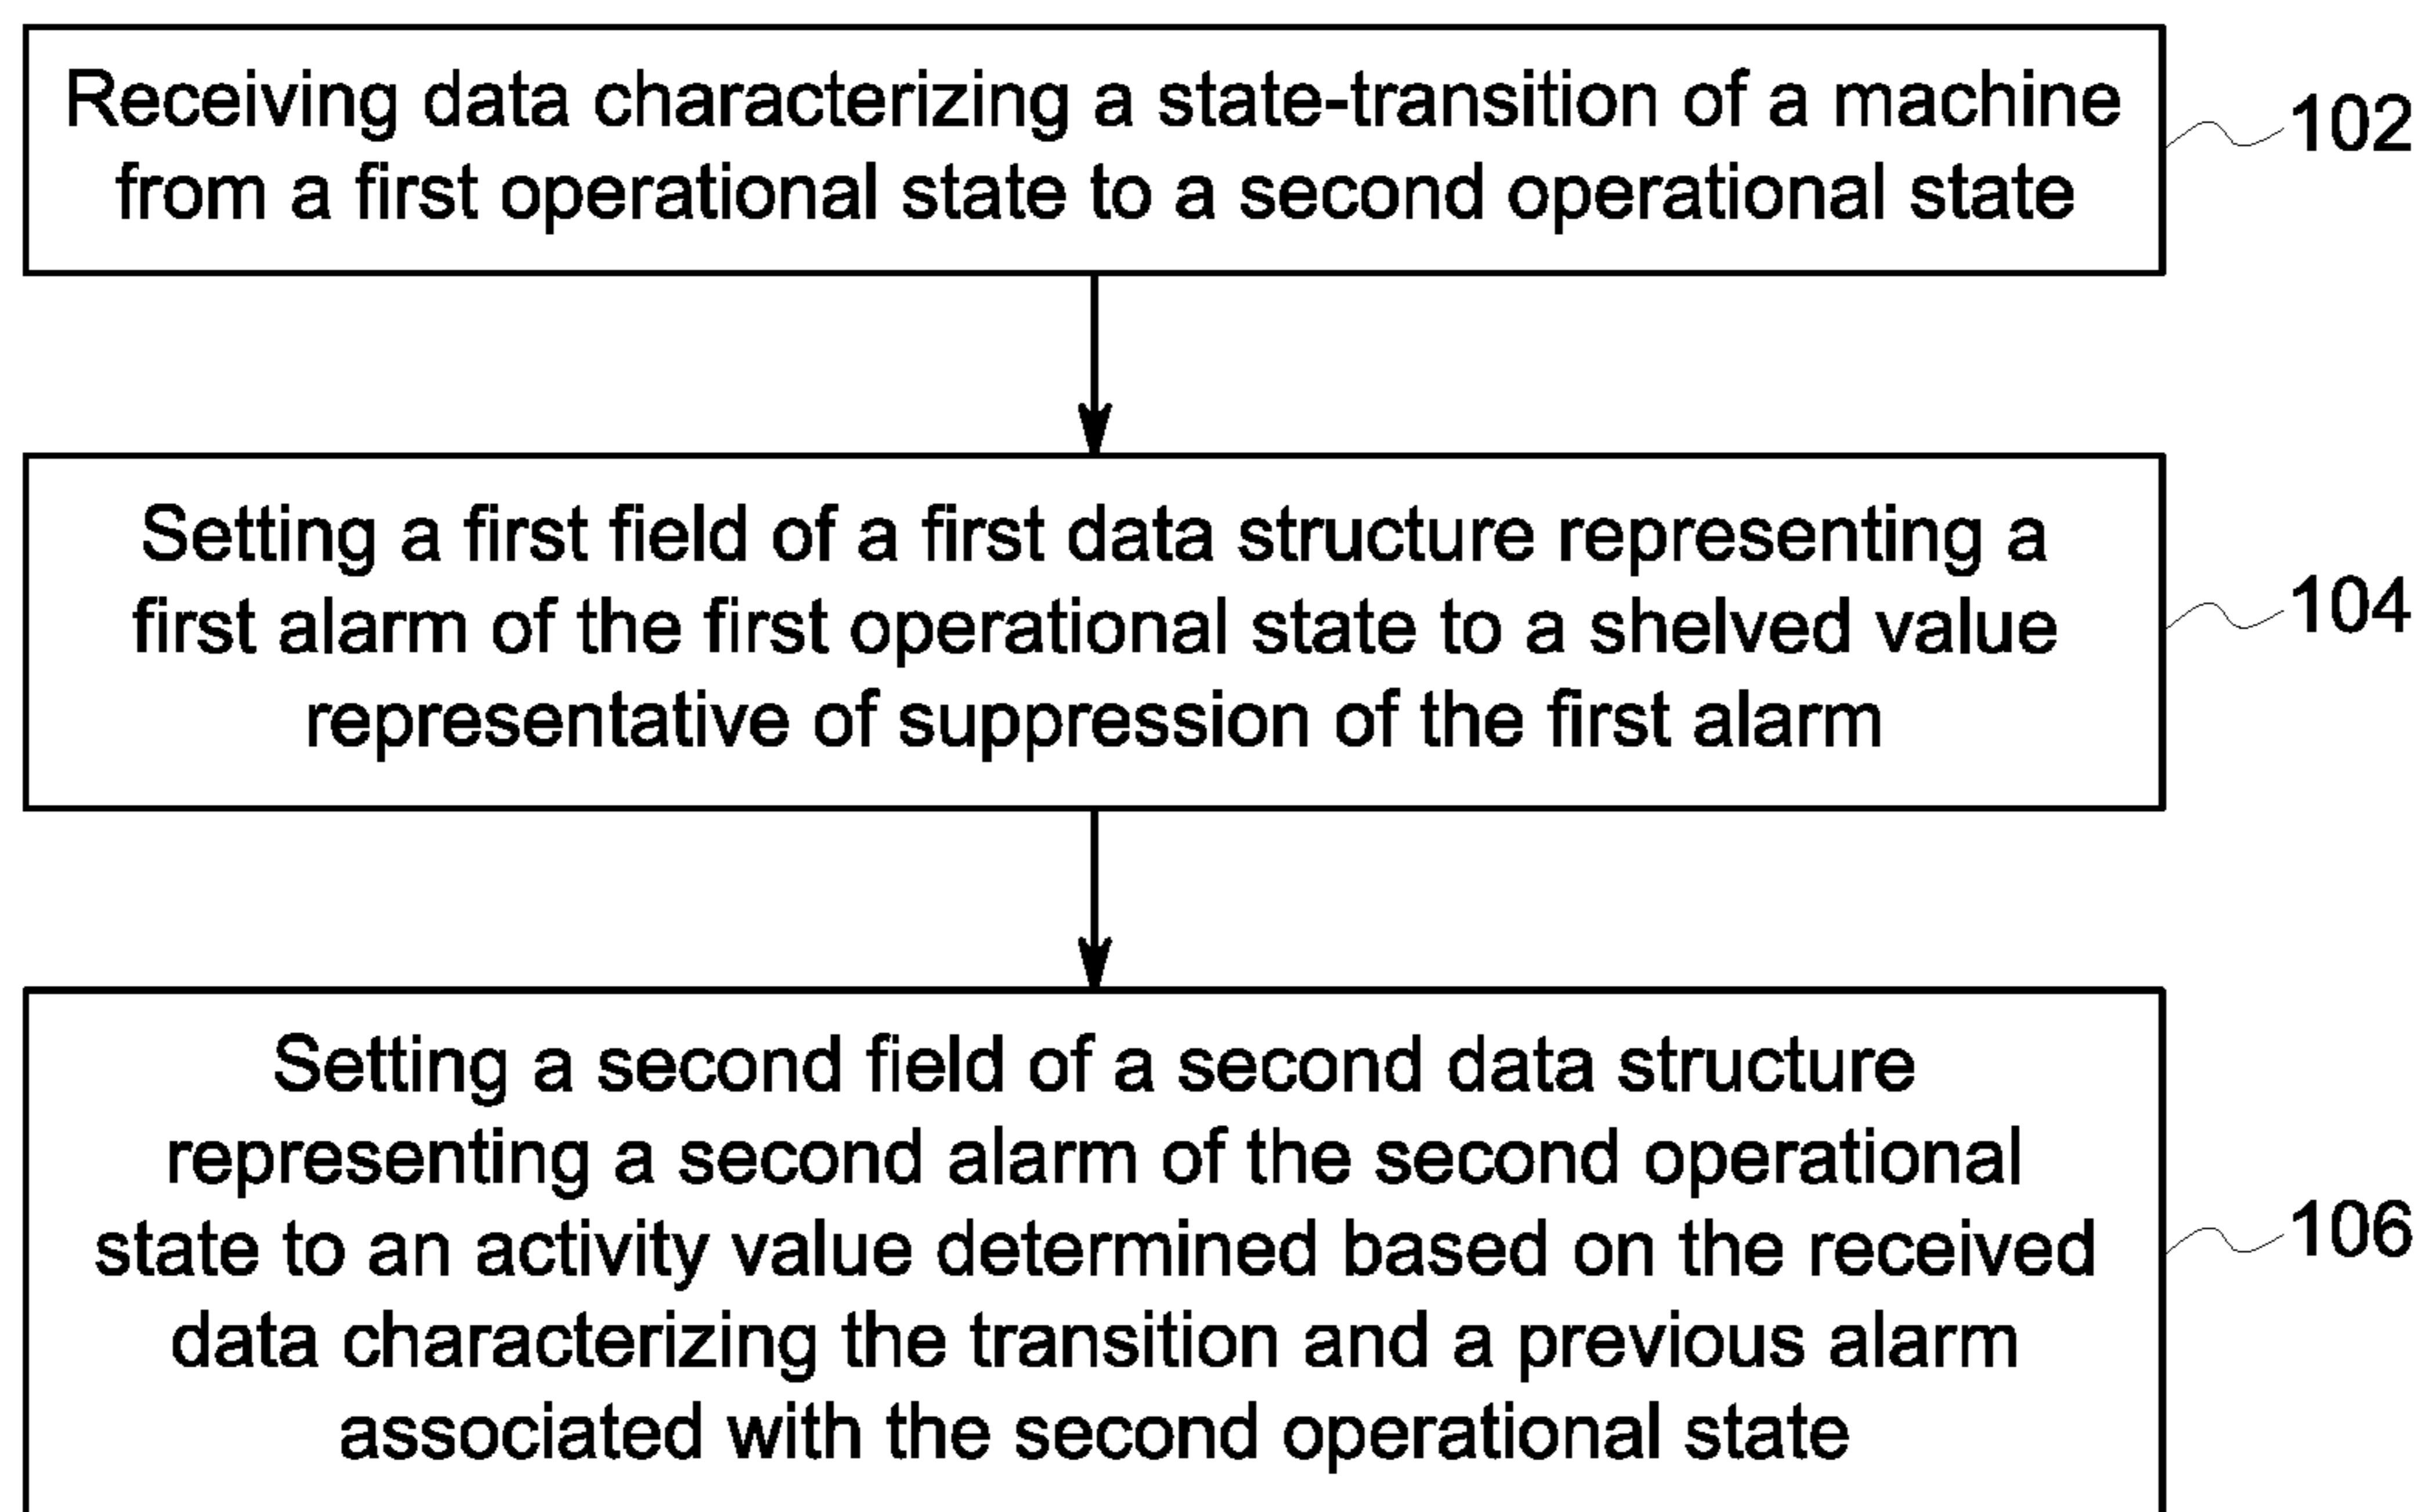 Receiving data characterizing a state-transition of a machine
from a first operational state to a second operational state
102
Setting a first field of a first data structure representing a
first alarm of the first operational state to a shelved value
representative of suppression of the first alarm
104
Setting a second field of a second data structure
representing a second alarm of the second operational
state to an activity value determined based on the received
data characterizing the transition and a previous alarm
associated with the second operational state
106